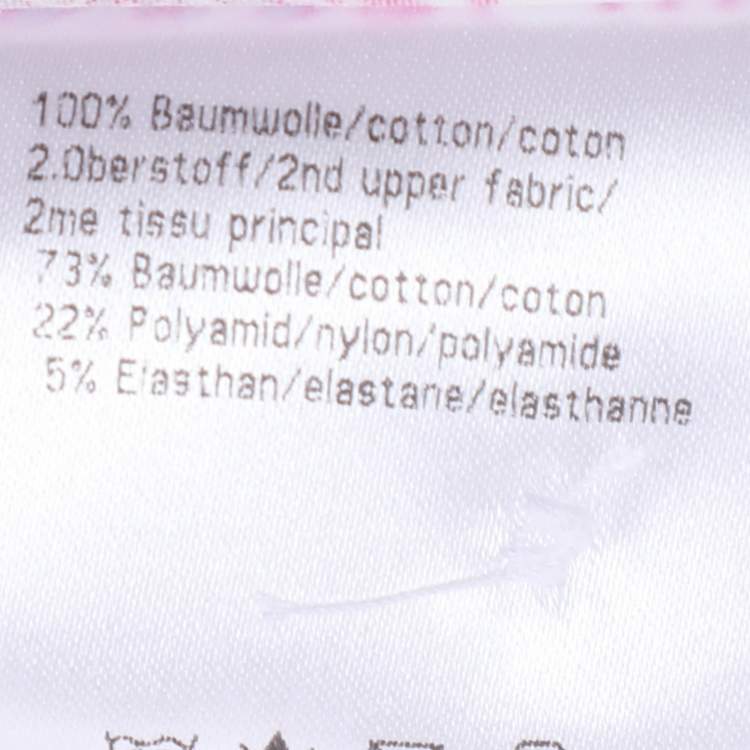 100% Baumwolle/cotton/coton
2.Oberstoff/2nd upper fabric/
2me tissu principal
73% Baumwolle/cotton/coton
22% Polyamid/nylon/polyamide
5% Elasthan/elastane/elasthanne